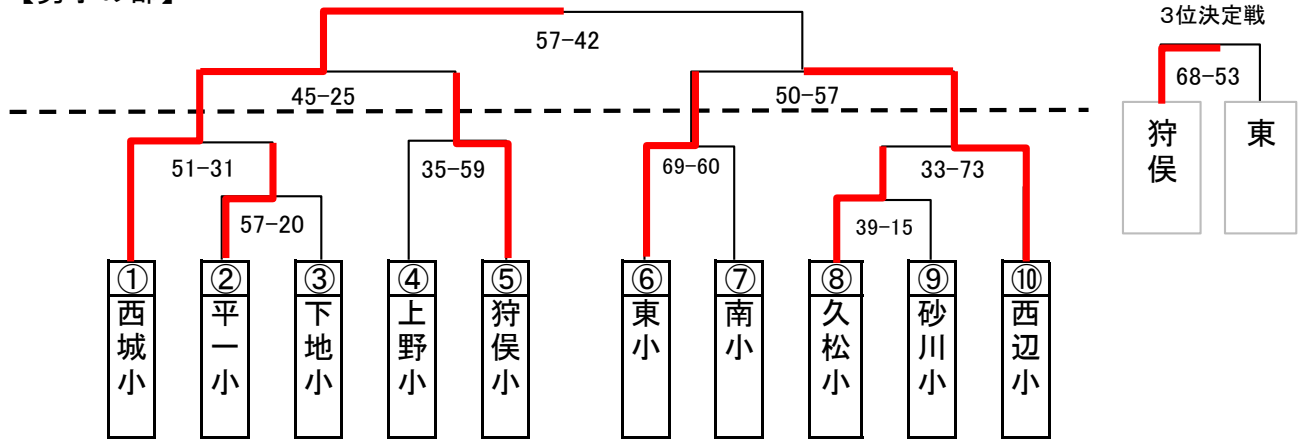 ３位決定戦
57−42
68−53
45−25
50−57
狩俣
東
51−31
35−59
69−60
33−73
57−20
39−15
①
②
③
④
⑤
⑥
⑦
⑧
⑨
⑩
西城小
平一小
下地小
上野小
狩俣小
東小
南小
久松小
砂川小
西辺小